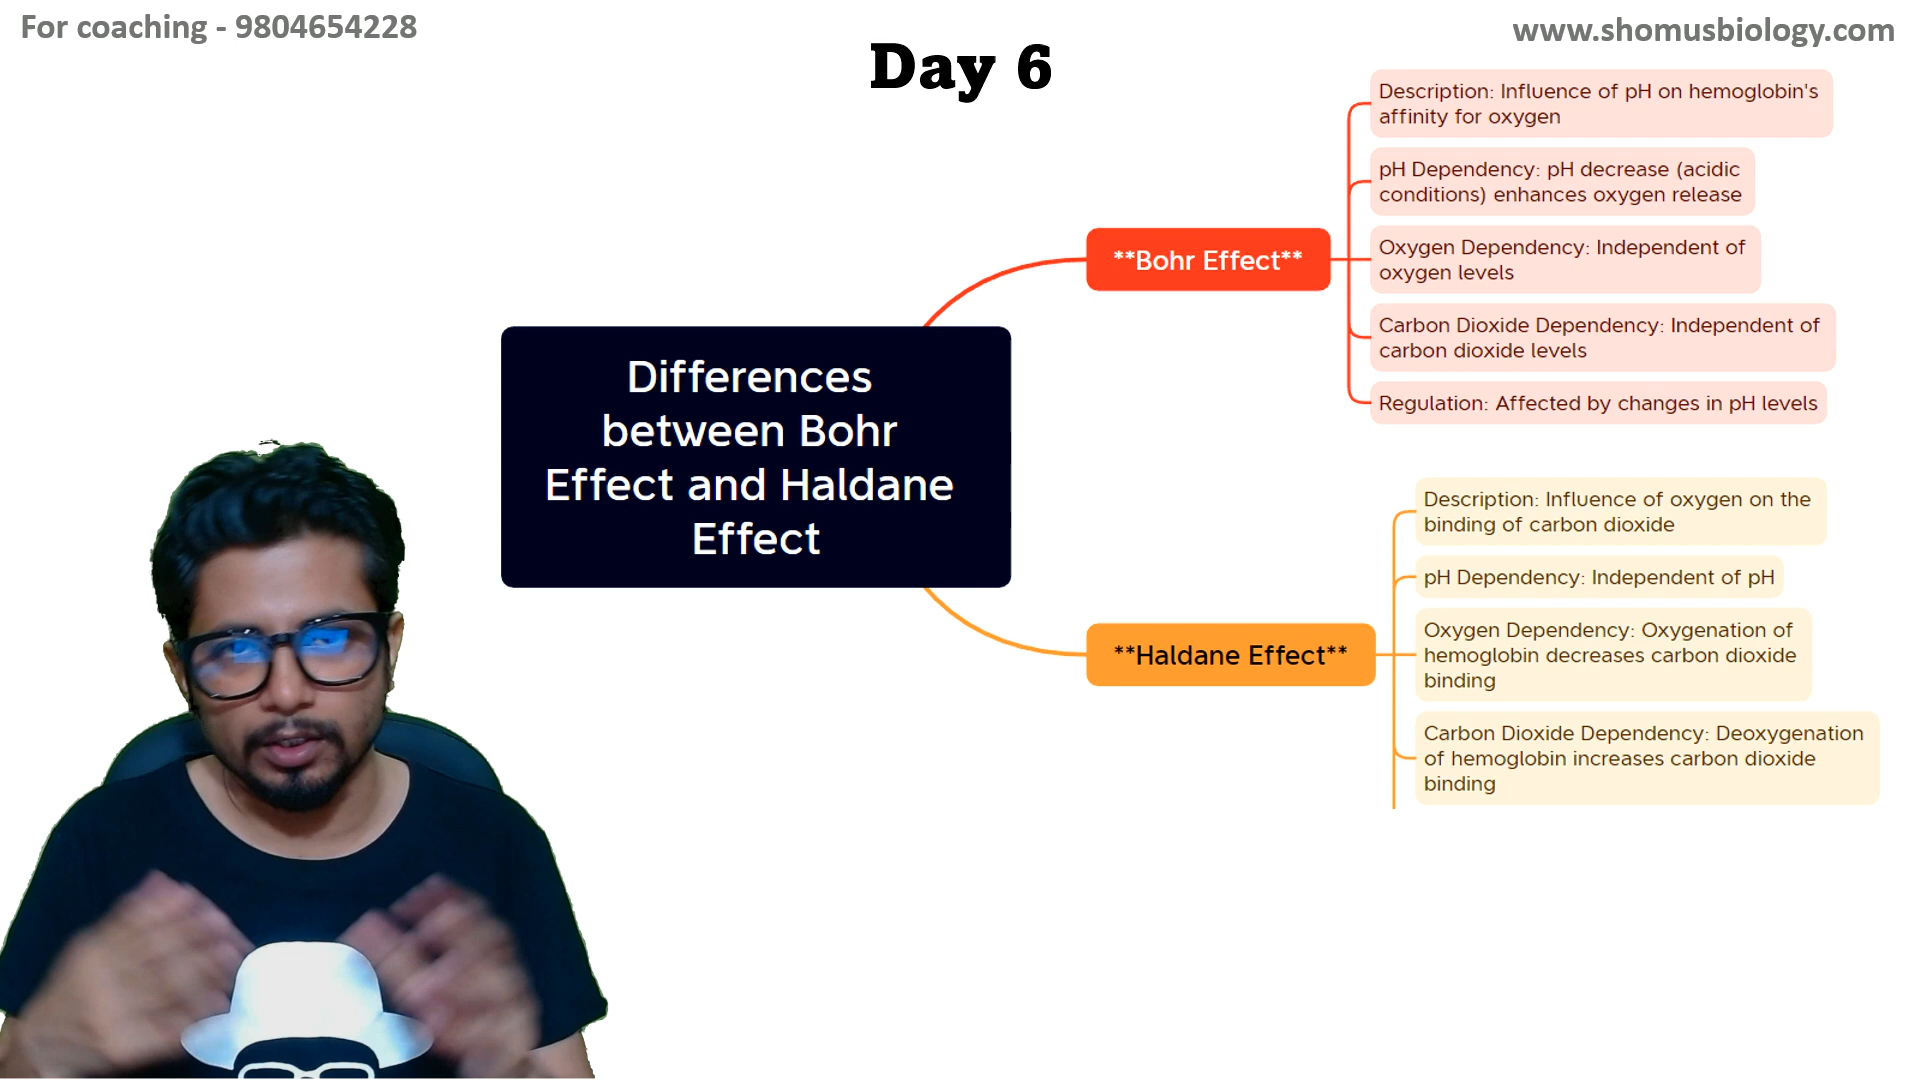 For coaching - 9804654228
www.shomusbiology.com
Day 6
Differences
between Bohr
Effect and Haldane
Effect
**Bohr Effect**
Description: Influence of pH on hemoglobin's
affinity for oxygen
pH Dependency: pH decrease (acidic
conditions) enhances oxygen release
Oxygen Dependency: Independent of
oxygen levels
Carbon Dioxide Dependency: Independent of
carbon dioxide levels
Regulation: Affected by changes in pH levels
**Haldane Effect**
Description: Influence of oxygen on the
binding of carbon dioxide
pH Dependency: Independent of pH
Oxygen Dependency: Oxygenation of
hemoglobin decreases carbon dioxide
binding
Carbon Dioxide Dependency: Deoxygenation
of hemoglobin increases carbon dioxide
binding